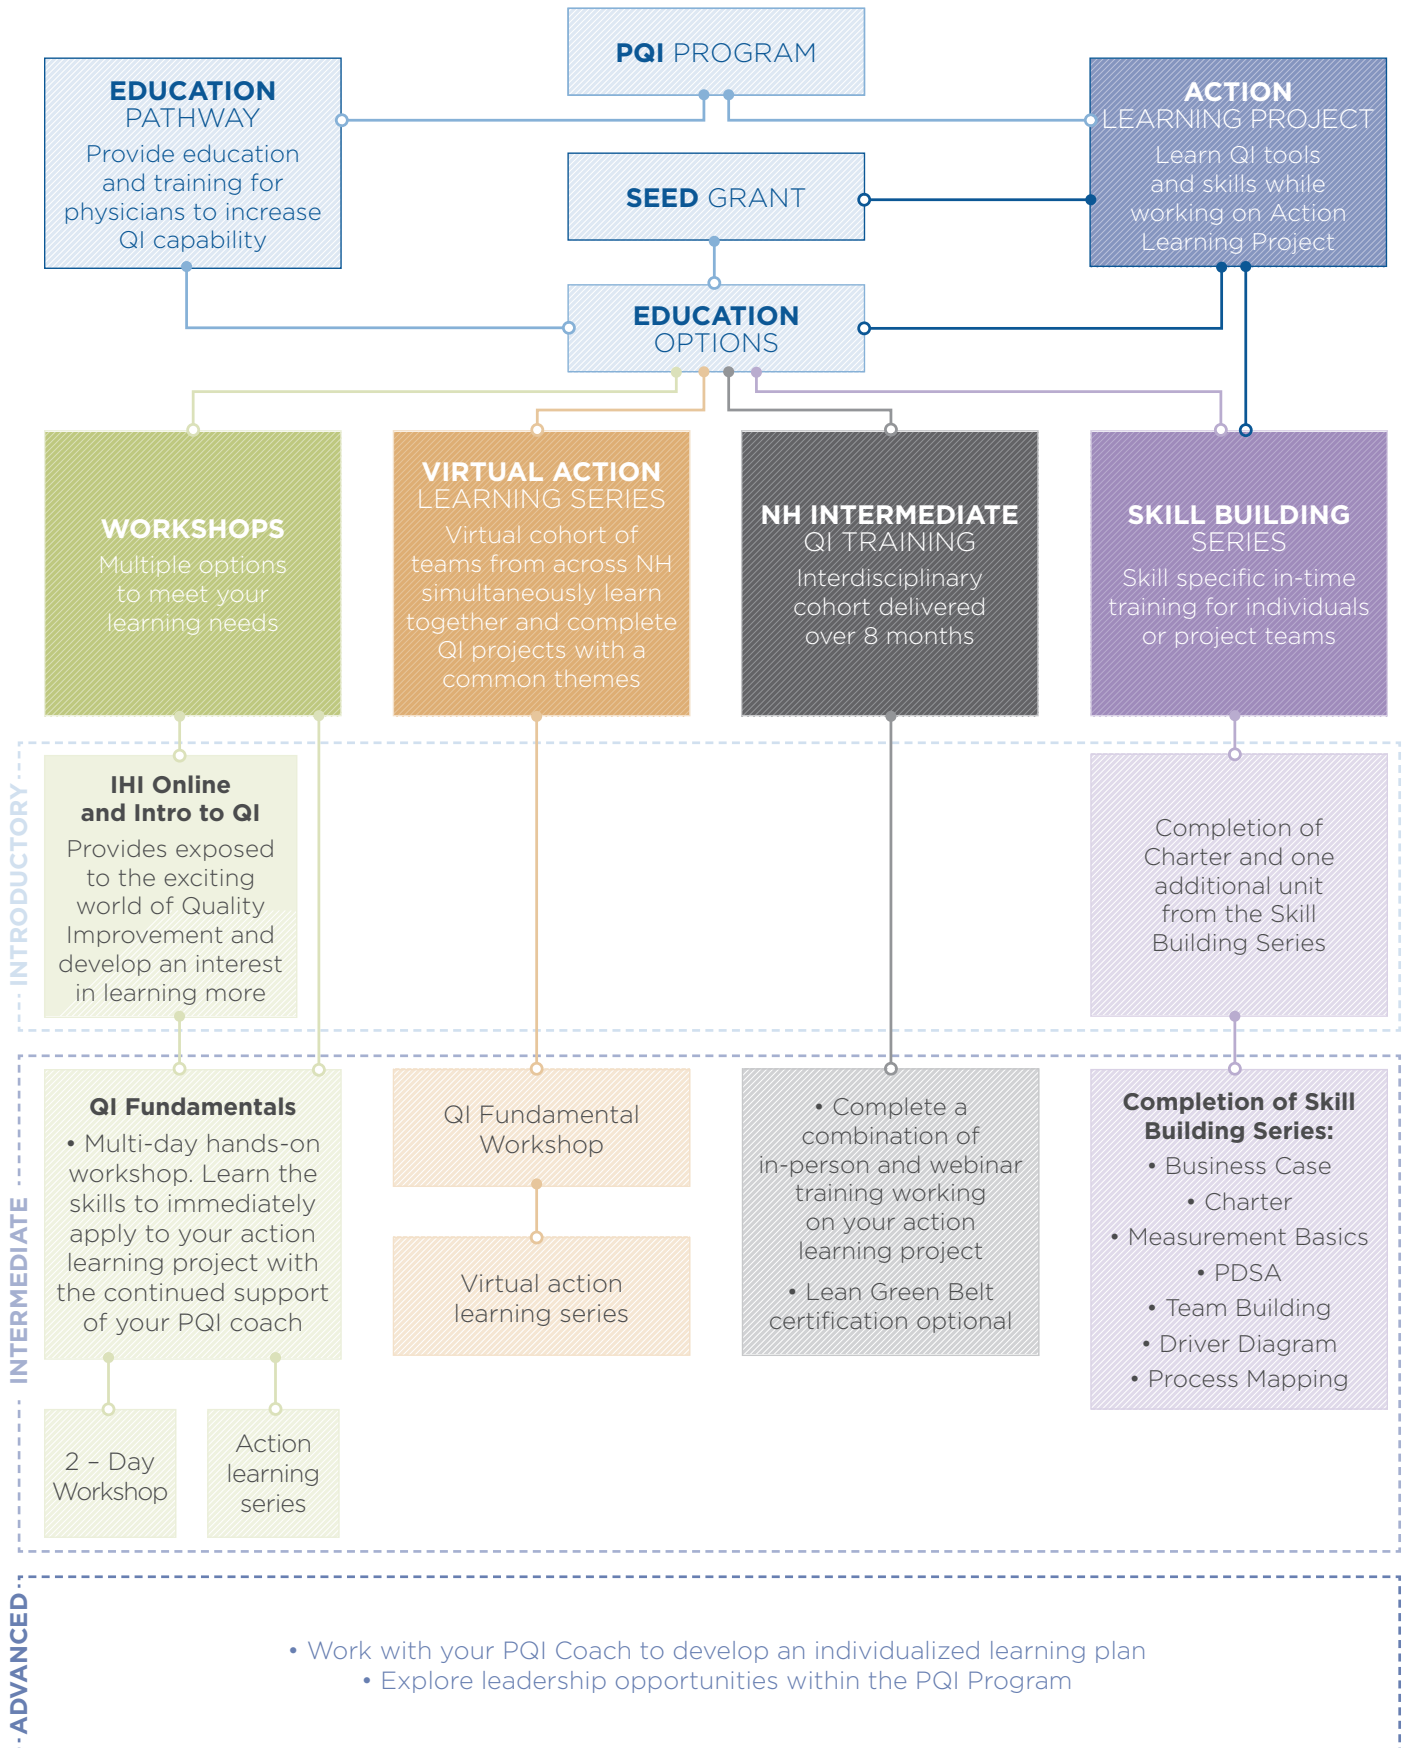 PQI PROGRAM
EDUCATION
PATHWAY
Provide education
and training for
physicians to increase
QI capability
ACTION
LEARNING PROJECT
Learn QI tools
and skills while
working on Action
Learning Project
SEED GRANT
EDUCATION
OPTIONS
WORKSHOPS
Multiple options
to meet your
learning needs
VIRTUAL ACTION
LEARNING SERIES
Virtual cohort of
teams from across NH
simultaneously learn
together and complete
QI projects with a
common themes
NH INTERMEDIATE
QI TRAINING
Interdisciplinary
cohort delivered
over 8 months
SKILL BUILDING
SERIES
Skill specific in-time
training for individuals
or project teams
INTRODUCTORY
IHI Online
and Intro to QI
Provides exposed
to the exciting
world of Quality
Improvement and
develop an interest
in learning more
Completion of
Charter and one
additional unit
from the Skill
Building Series
INTERMEDIATE
QI Fundamentals
• Multi-day hands-on
workshop. Learn the
skills to immediately
apply to your action
learning project with
the continued support
of your PQI coach
2 – Day
Workshop
Action
learning
series
QI Fundamental
Workshop
Virtual action
learning series
• Complete a
combination of
in-person and webinar
training working
on your action
learning project
• Lean Green Belt
certification optional
Completion of Skill
Building Series:
• Business Case
• Charter
• Measurement Basics
• PDSA
• Team Building
• Driver Diagram
• Process Mapping
ADVANCED
• Work with your PQI Coach to develop an individualized learning plan
• Explore leadership opportunities within the PQI Program